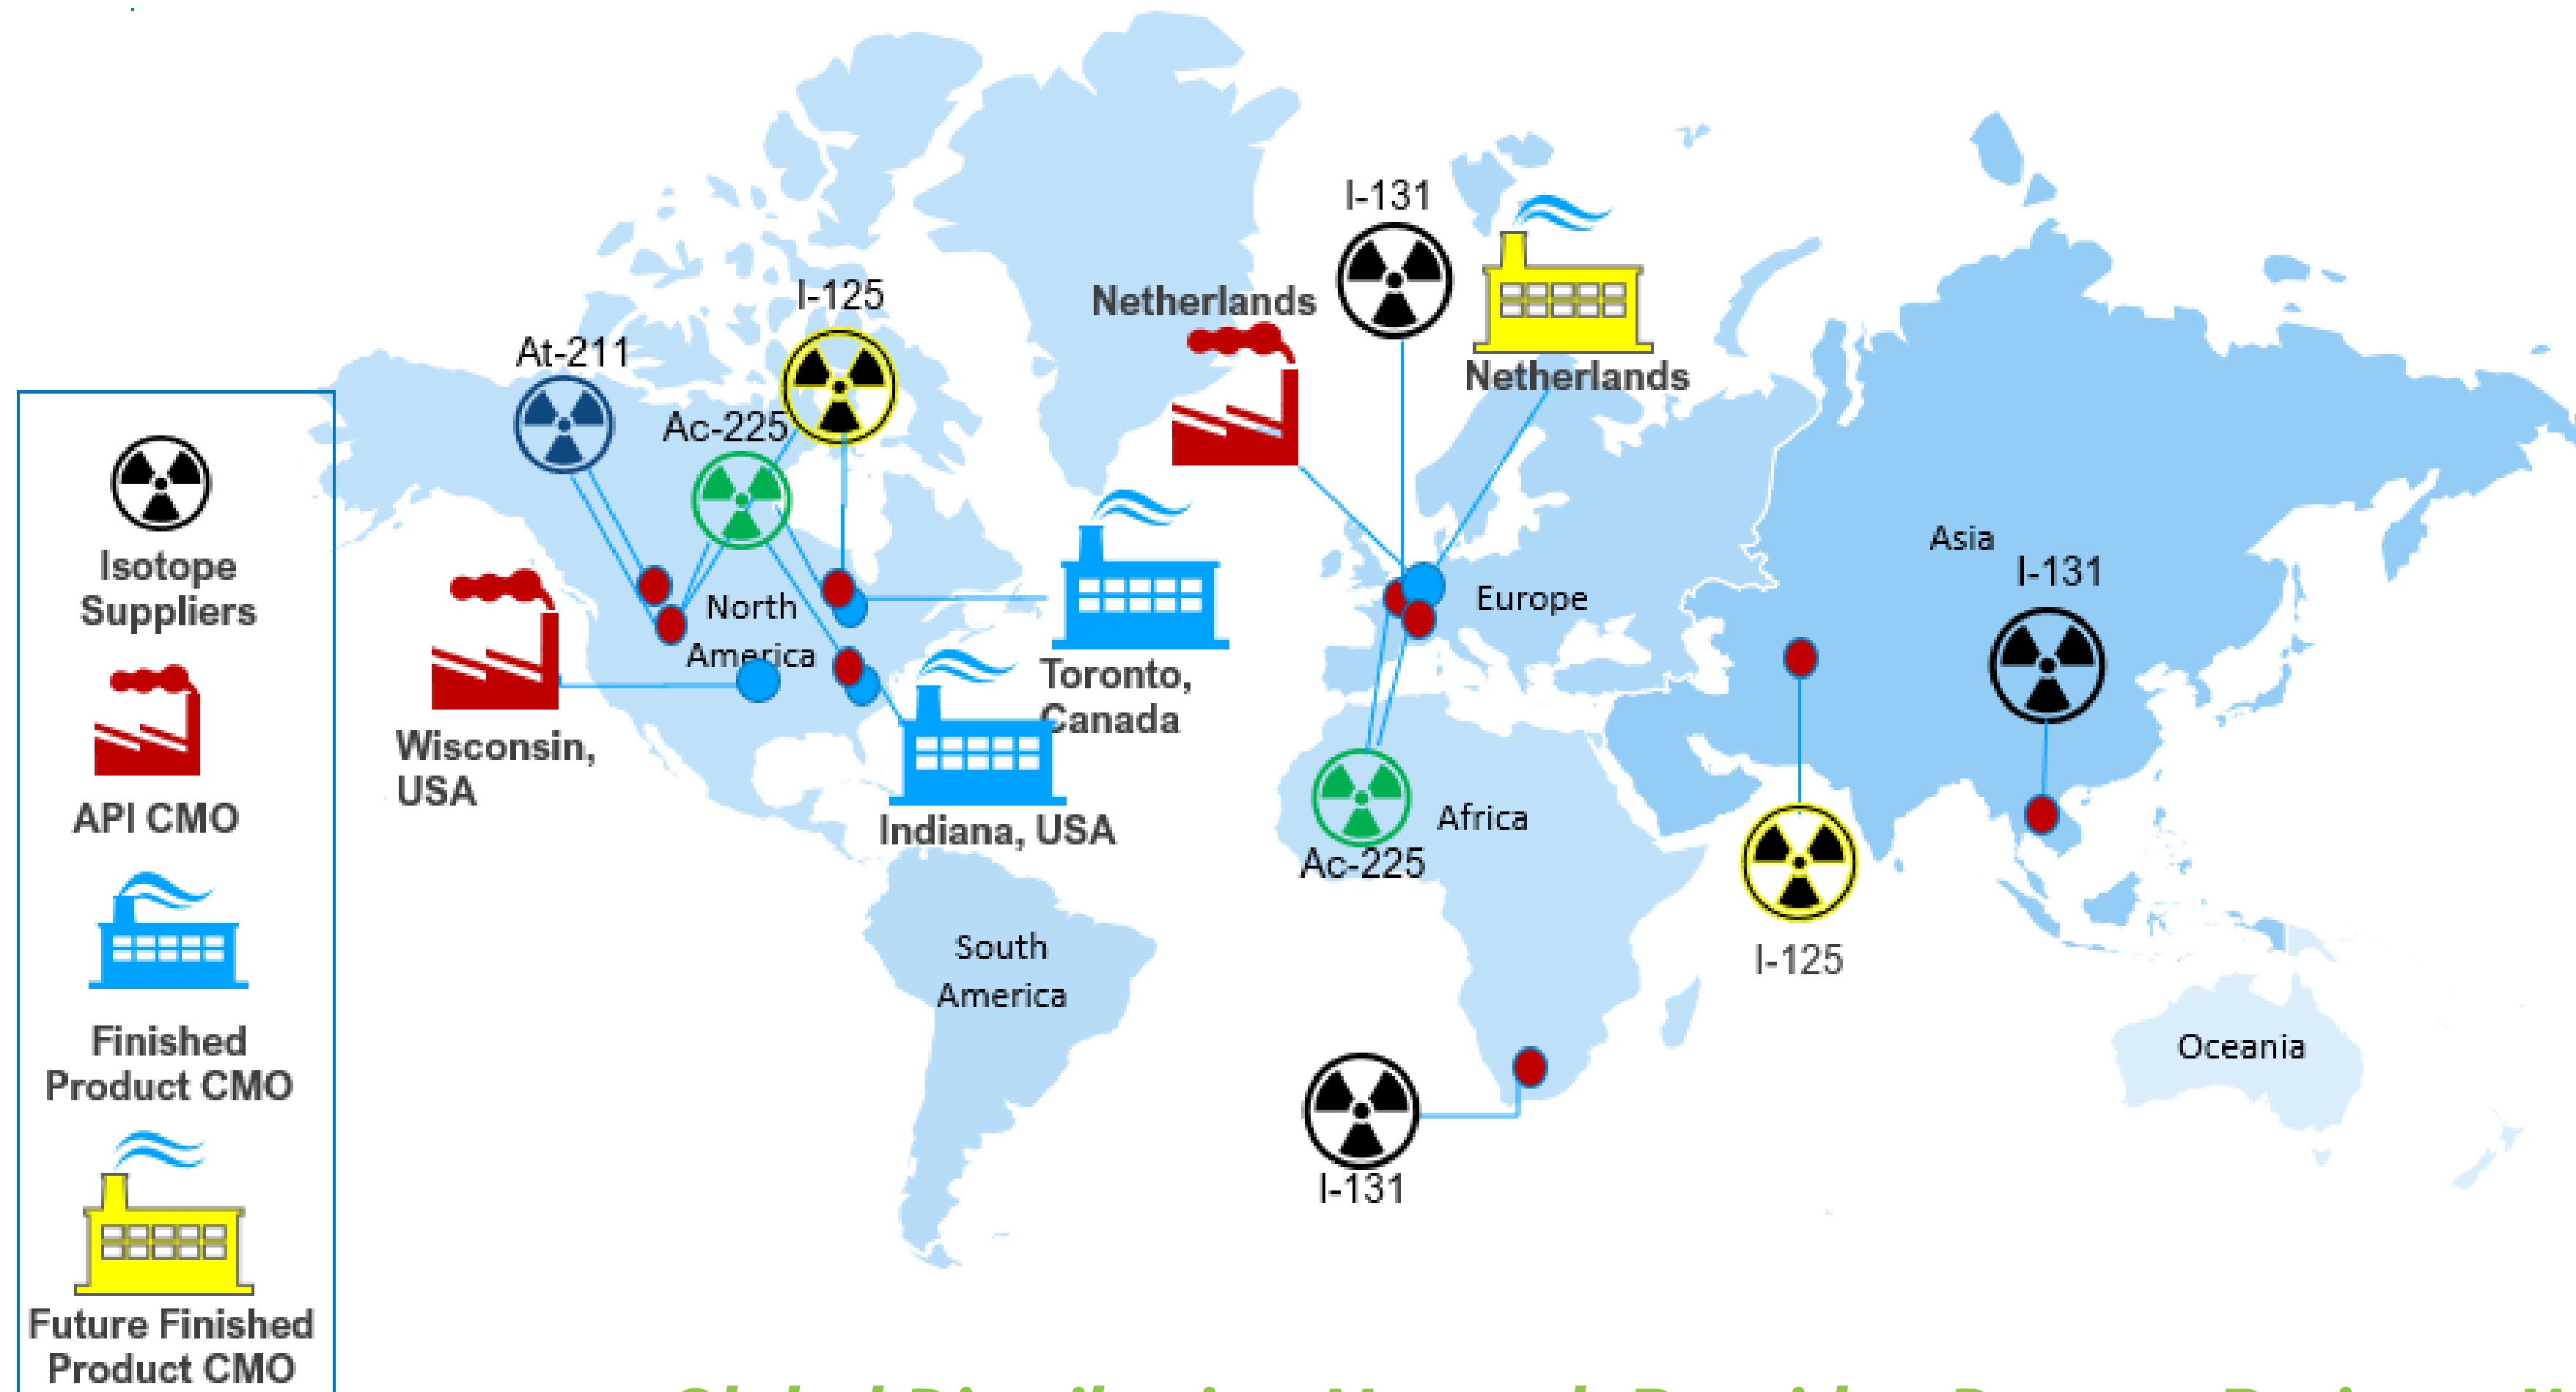 I-131
I-125
Netherlands
At-211
Netherlands
Ac-225
Isotope
Suppliers
Asia
I-131
North
America
Europe
Toronto,
Canada
Wisconsin,
USA
API CMO
Indiana, USA
Africa
Ac-225
I-125
South
America
Finished
Product CMO
Oceania
I-131
Future Finished
Product CMO